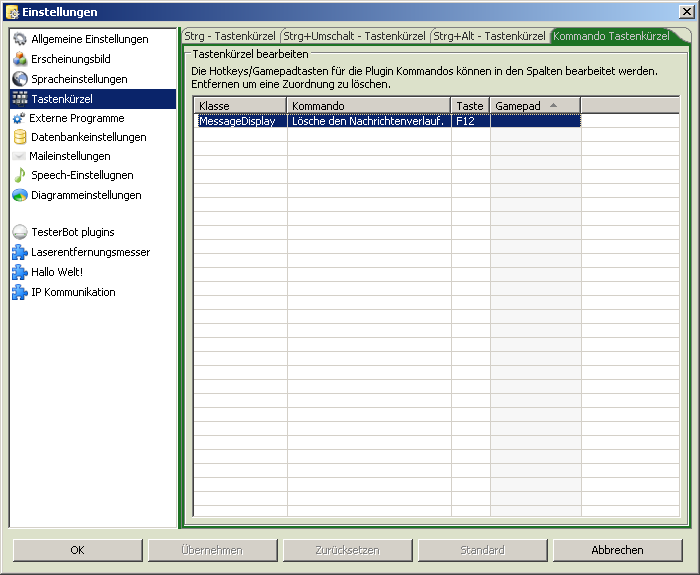 Einstellungen
Allgemeine Einstellungen
Erscheinungsbild
Spracheinstellungen
Tastenkürzel
Externe Programme
Datenbankeinstellungen
Maileinstellungen
Speech-Einstellugnen
Diagrammeinstellungen
TesterBot plugins
Laserentfernungsmesser
Hallo Welt!
IP Kommunikation
Strg - Tastenkürzel Strg+Umschalt - Tastenkürzel Strg+Alt - Tastenkürzel Kommando Tastenkürzel
Tastenkürzel bearbeiten
Die Hotkeys/Gamepadtasten für die Plugin Kommandos können in den Spalten bearbeitet werden.
Entfernen um eine Zuordnung zu löschen.
Klasse Kommando Taste Gamepad
MessageDisplay Lösche den Nachrichtenverlauf. F12
OK Übernehmen Zurücksetzen Standard Abbrechen